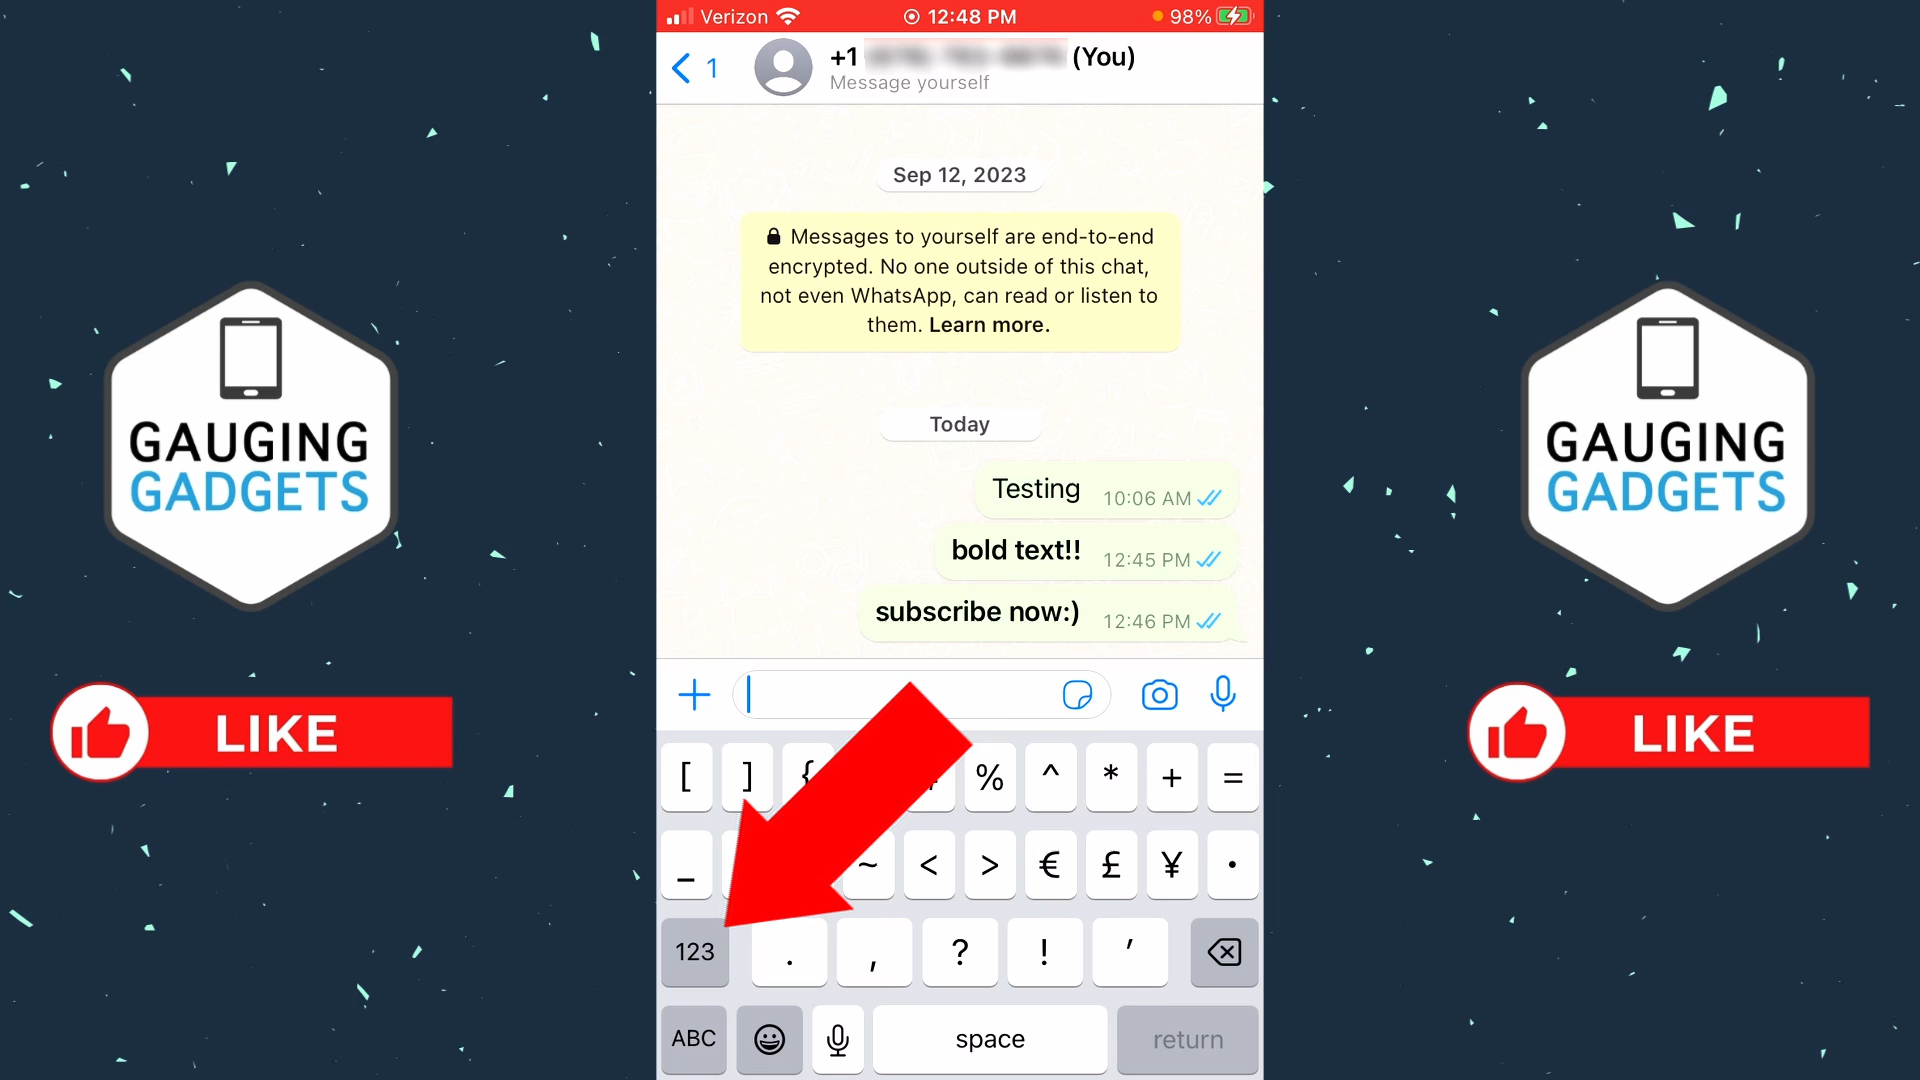 Verizon 12:48 PM 98%
1 +1 (You)
Message yourself
Sep 12, 2023
Messages to yourself are end-to-end
encrypted. No one outside of this chat,
not even WhatsApp, can read or listen to
them. Learn more.
Today
Testing 10:06 AM
bold text!! 12:45 PM
subscribe now:) 12:46 PM
[ ] { % ^ * + =
_ ~ < > € £ ¥ •
123 . , ? ! ’
ABC space return
GAUGING
GADGETS
LIKE
GAUGING
GADGETS
LIKE